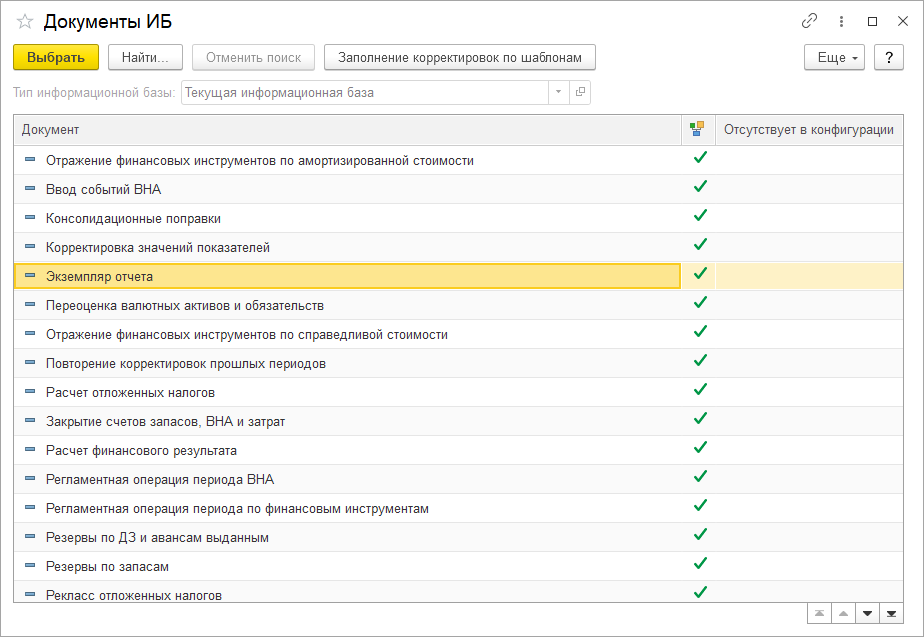 Документы ИБ
Выбрать Найти... Отменить поиск Заполнение корректировок по шаблонам Еще ?
Тип информационной базы: Текущая информационная база
Документ Отсутствует в конфигурации
Отражение финансовых инструментов по амортизированной стоимости
Ввод событий ВНА
Консолидационные поправки
Корректировка значений показателей
Экземпляр отчета
Переоценка валютных активов и обязательств
Отражение финансовых инструментов по справедливой стоимости
Повторение корректировок прошлых периодов
Расчет отложенных налогов
Закрытие счетов запасов, ВНА и затрат
Расчет финансового результата
Регламентная операция периода ВНА
Регламентная операция периода по финансовым инструментам
Резервы по ДЗ и авансам выданным
Резервы по запасам
Рекласс отложенных налогов